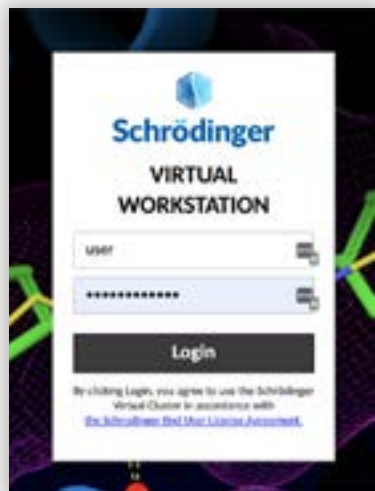 Schrödinger
VIRTUAL
WORKSTATION
user
••••••••••••
Login
By clicking Login, you agree to use the Schrödinger
Virtual Cluster in accordance with
the Schrodinger End User License Agreement.